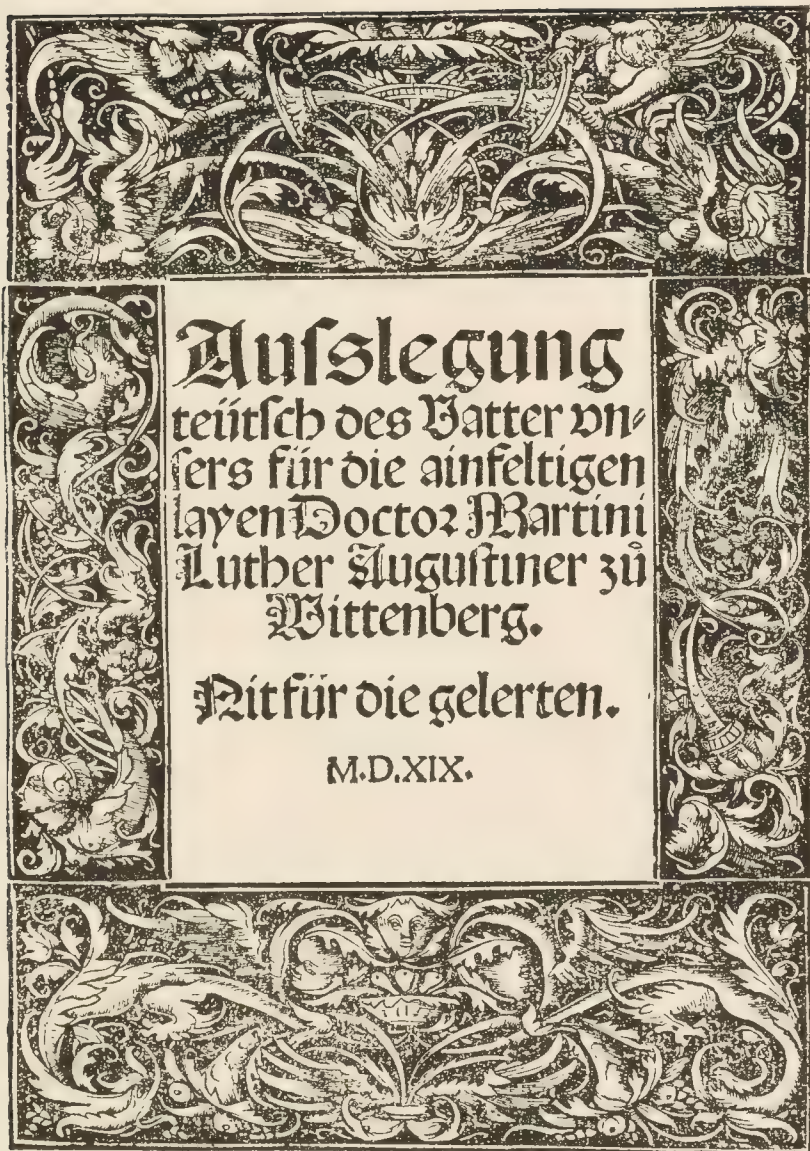 Auſslegung
teütſch des Vatter vn⸗
ſers für die ainfeltigen
layen Doctoꝛ Martini
Luther Auguſtiner zů
Wittenberg.
Nit für die gelerten.
M.D.XIX.